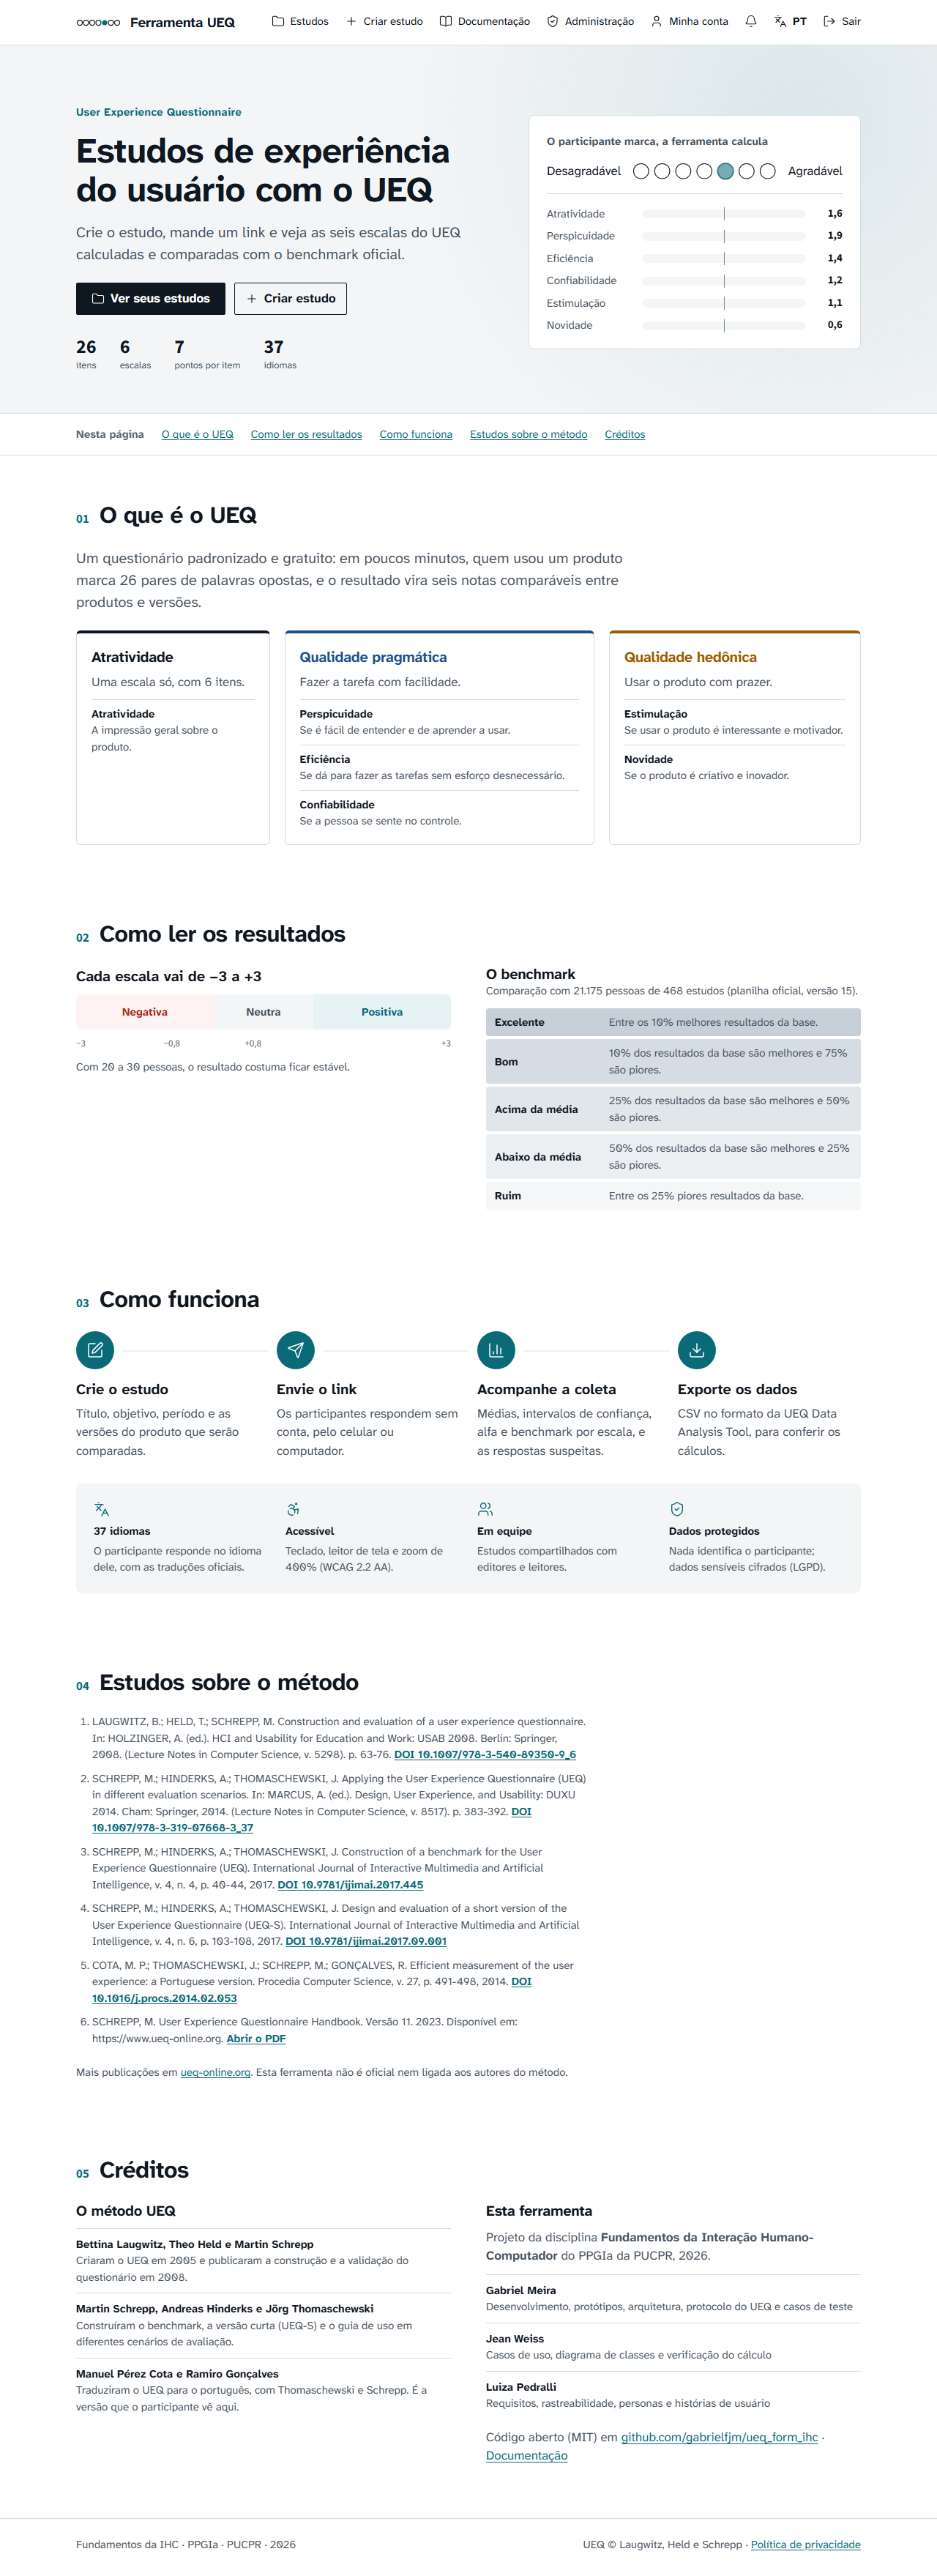 Ferramenta UEQ
Estudos
Criar estudo
Documentação
Administração
Minha conta
PT
Sair
User Experience Questionnaire
Estudos de experiência
do usuário com o UEQ
Crie o estudo, mande um link e veja as seis escalas do UEQ
calculadas e comparadas com o benchmark oficial.
Ver seus estudos
Criar estudo
26 itens
6 escalas
7 pontos por item
37 idiomas
O participante marca, a ferramenta calcula
Desagradável Agradável
Atratividade 1,6
Perspicuidade 1,9
Eficiência 1,4
Confiabilidade 1,2
Estimulação 1,1
Novidade 0,6
Nesta página O que é o UEQ Como ler os resultados Como funciona Estudos sobre o método Créditos
01 O que é o UEQ
Um questionário padronizado e gratuito: em poucos minutos, quem usou um produto
marca 26 pares de palavras opostas, e o resultado vira seis notas comparáveis entre
produtos e versões.
Atratividade
Uma escala só, com 6 itens.
Atratividade
A impressão geral sobre o
produto.
Qualidade pragmática
Fazer a tarefa com facilidade.
Perspicuidade
Se é fácil de entender e de aprender a usar.
Eficiência
Se dá para fazer as tarefas sem esforço desnecessário.
Confiabilidade
Se a pessoa se sente no controle.
Qualidade hedônica
Usar o produto com prazer.
Estimulação
Se usar o produto é interessante e motivador.
Novidade
Se o produto é criativo e inovador.
02 Como ler os resultados
Cada escala vai de −3 a +3
Negativa Neutra Positiva
−3 −0,8 +0,8 +3
Com 20 a 30 pessoas, o resultado costuma ficar estável.
O benchmark
Comparação com 21.175 pessoas de 468 estudos (planilha oficial, versão 15).
Excelente Entre os 10% melhores resultados da base.
Bom 10% dos resultados da base são melhores e 75%
são piores.
Acima da média 25% dos resultados da base são melhores e 50%
são piores.
Abaixo da média 50% dos resultados da base são melhores e 25%
são piores.
Ruim Entre os 25% piores resultados da base.
03 Como funciona
Crie o estudo
Título, objetivo, período e as
versões do produto que serão
comparadas.
Envie o link
Os participantes respondem sem
conta, pelo celular ou
computador.
Acompanhe a coleta
Médias, intervalos de confiança,
alfa e benchmark por escala, e
as respostas suspeitas.
Exporte os dados
CSV no formato da UEQ Data
Analysis Tool, para conferir os
cálculos.
37 idiomas
O participante responde no idioma
dele, com as traduções oficiais.
Acessível
Teclado, leitor de tela e zoom de
400% (WCAG 2.2 AA).
Em equipe
Estudos compartilhados com
editores e leitores.
Dados protegidos
Nada identifica o participante;
dados sensíveis cifrados (LGPD).
04 Estudos sobre o método
1. LAUGWITZ, B.; HELD, T.; SCHREPP, M. Construction and evaluation of a user experience questionnaire.
In: HOLZINGER, A. (ed.). HCI and Usability for Education and Work: USAB 2008. Berlin: Springer,
2008. (Lecture Notes in Computer Science, v. 5298). p. 63-76. DOI 10.1007/978-3-540-89350-9_6
2. SCHREPP, M.; HINDERKS, A.; THOMASCHEWSKI, J. Applying the User Experience Questionnaire (UEQ)
in different evaluation scenarios. In: MARCUS, A. (ed.). Design, User Experience, and Usability: DUXU
2014. Cham: Springer, 2014. (Lecture Notes in Computer Science, v. 8517). p. 383-392. DOI
10.1007/978-3-319-07668-3_37
3. SCHREPP, M.; HINDERKS, A.; THOMASCHEWSKI, J. Construction of a benchmark for the User
Experience Questionnaire (UEQ). International Journal of Interactive Multimedia and Artificial
Intelligence, v. 4, n. 4, p. 40-44, 2017. DOI 10.9781/ijimai.2017.445
4. SCHREPP, M.; HINDERKS, A.; THOMASCHEWSKI, J. Design and evaluation of a short version of the
User Experience Questionnaire (UEQ-S). International Journal of Interactive Multimedia and Artificial
Intelligence, v. 4, n. 6, p. 103-108, 2017. DOI 10.9781/ijimai.2017.09.001
5. COTA, M. P.; THOMASCHEWSKI, J.; SCHREPP, M.; GONÇALVES, R. Efficient measurement of the user
experience: a Portuguese version. Procedia Computer Science, v. 27, p. 491-498, 2014. DOI
10.1016/j.procs.2014.02.053
6. SCHREPP, M. User Experience Questionnaire Handbook. Versão 11. 2023. Disponível em:
https://www.ueq-online.org. Abrir o PDF
Mais publicações em ueq-online.org. Esta ferramenta não é oficial nem ligada aos autores do método.
05 Créditos
O método UEQ
Bettina Laugwitz, Theo Held e Martin Schrepp
Criaram o UEQ em 2005 e publicaram a construção e a validação do
questionário em 2008.
Martin Schrepp, Andreas Hinderks e Jörg Thomaschewski
Construíram o benchmark, a versão curta (UEQ-S) e o guia de uso em
diferentes cenários de avaliação.
Manuel Pérez Cota e Ramiro Gonçalves
Traduziram o UEQ para o português, com Thomaschewski e Schrepp. É a
versão que o participante vê aqui.
Esta ferramenta
Projeto da disciplina Fundamentos da Interação Humano-
Computador do PPGIa da PUCPR, 2026.
Gabriel Meira
Desenvolvimento, protótipos, arquitetura, protocolo do UEQ e casos de teste
Jean Weiss
Casos de uso, diagrama de classes e verificação do cálculo
Luiza Pedralli
Requisitos, rastreabilidade, personas e histórias de usuário
Código aberto (MIT) em github.com/gabrielfjm/ueq_form_ihc ·
Documentação
Fundamentos da IHC · PPGIa · PUCPR · 2026
UEQ © Laugwitz, Held e Schrepp · Política de privacidade